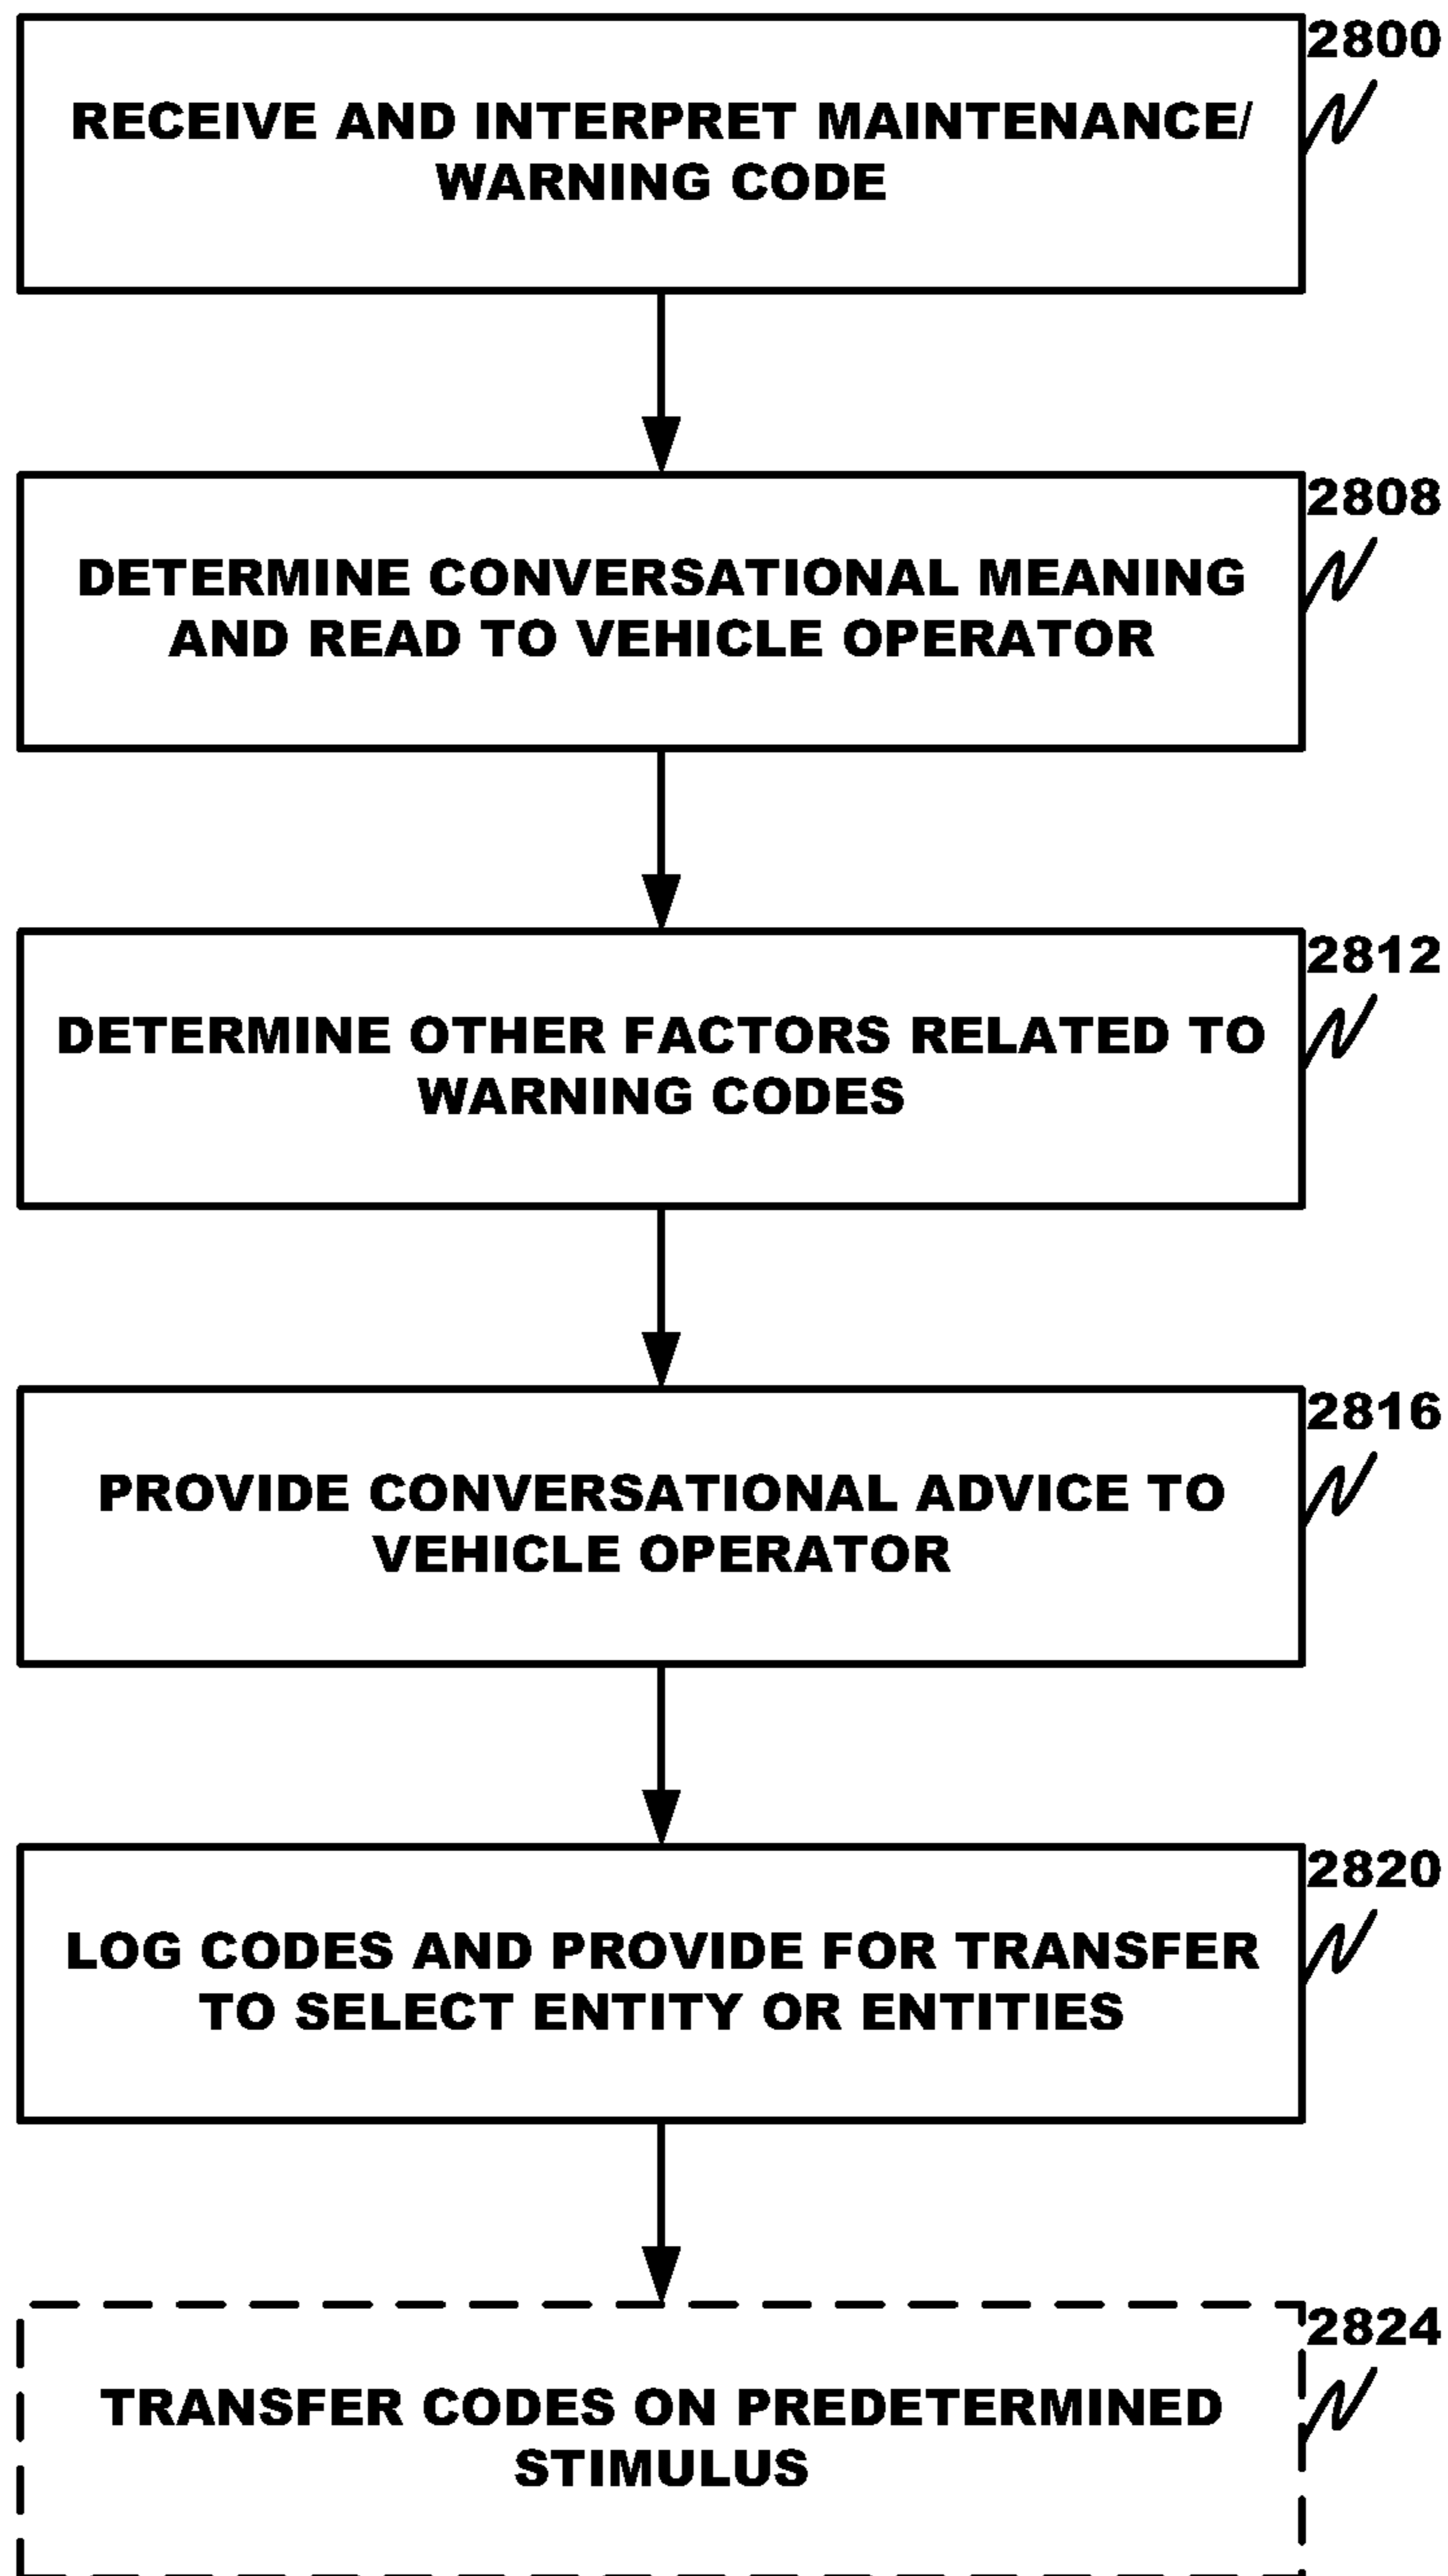 2800
RECEIVE AND INTERPRET MAINTENANCE/
WARNING CODE
2808
DETERMINE CONVERSATIONAL MEANING
AND READ TO VEHICLE OPERATOR
2812
DETERMINE OTHER FACTORS RELATED TO
WARNING CODES
2816
PROVIDE CONVERSATIONAL ADVICE TO
VEHICLE OPERATOR
2820
LOG CODES AND PROVIDE FOR TRANSFER
TO SELECT ENTITY OR ENTITIES
2824
TRANSFER CODES ON PREDETERMINED
STIMULUS